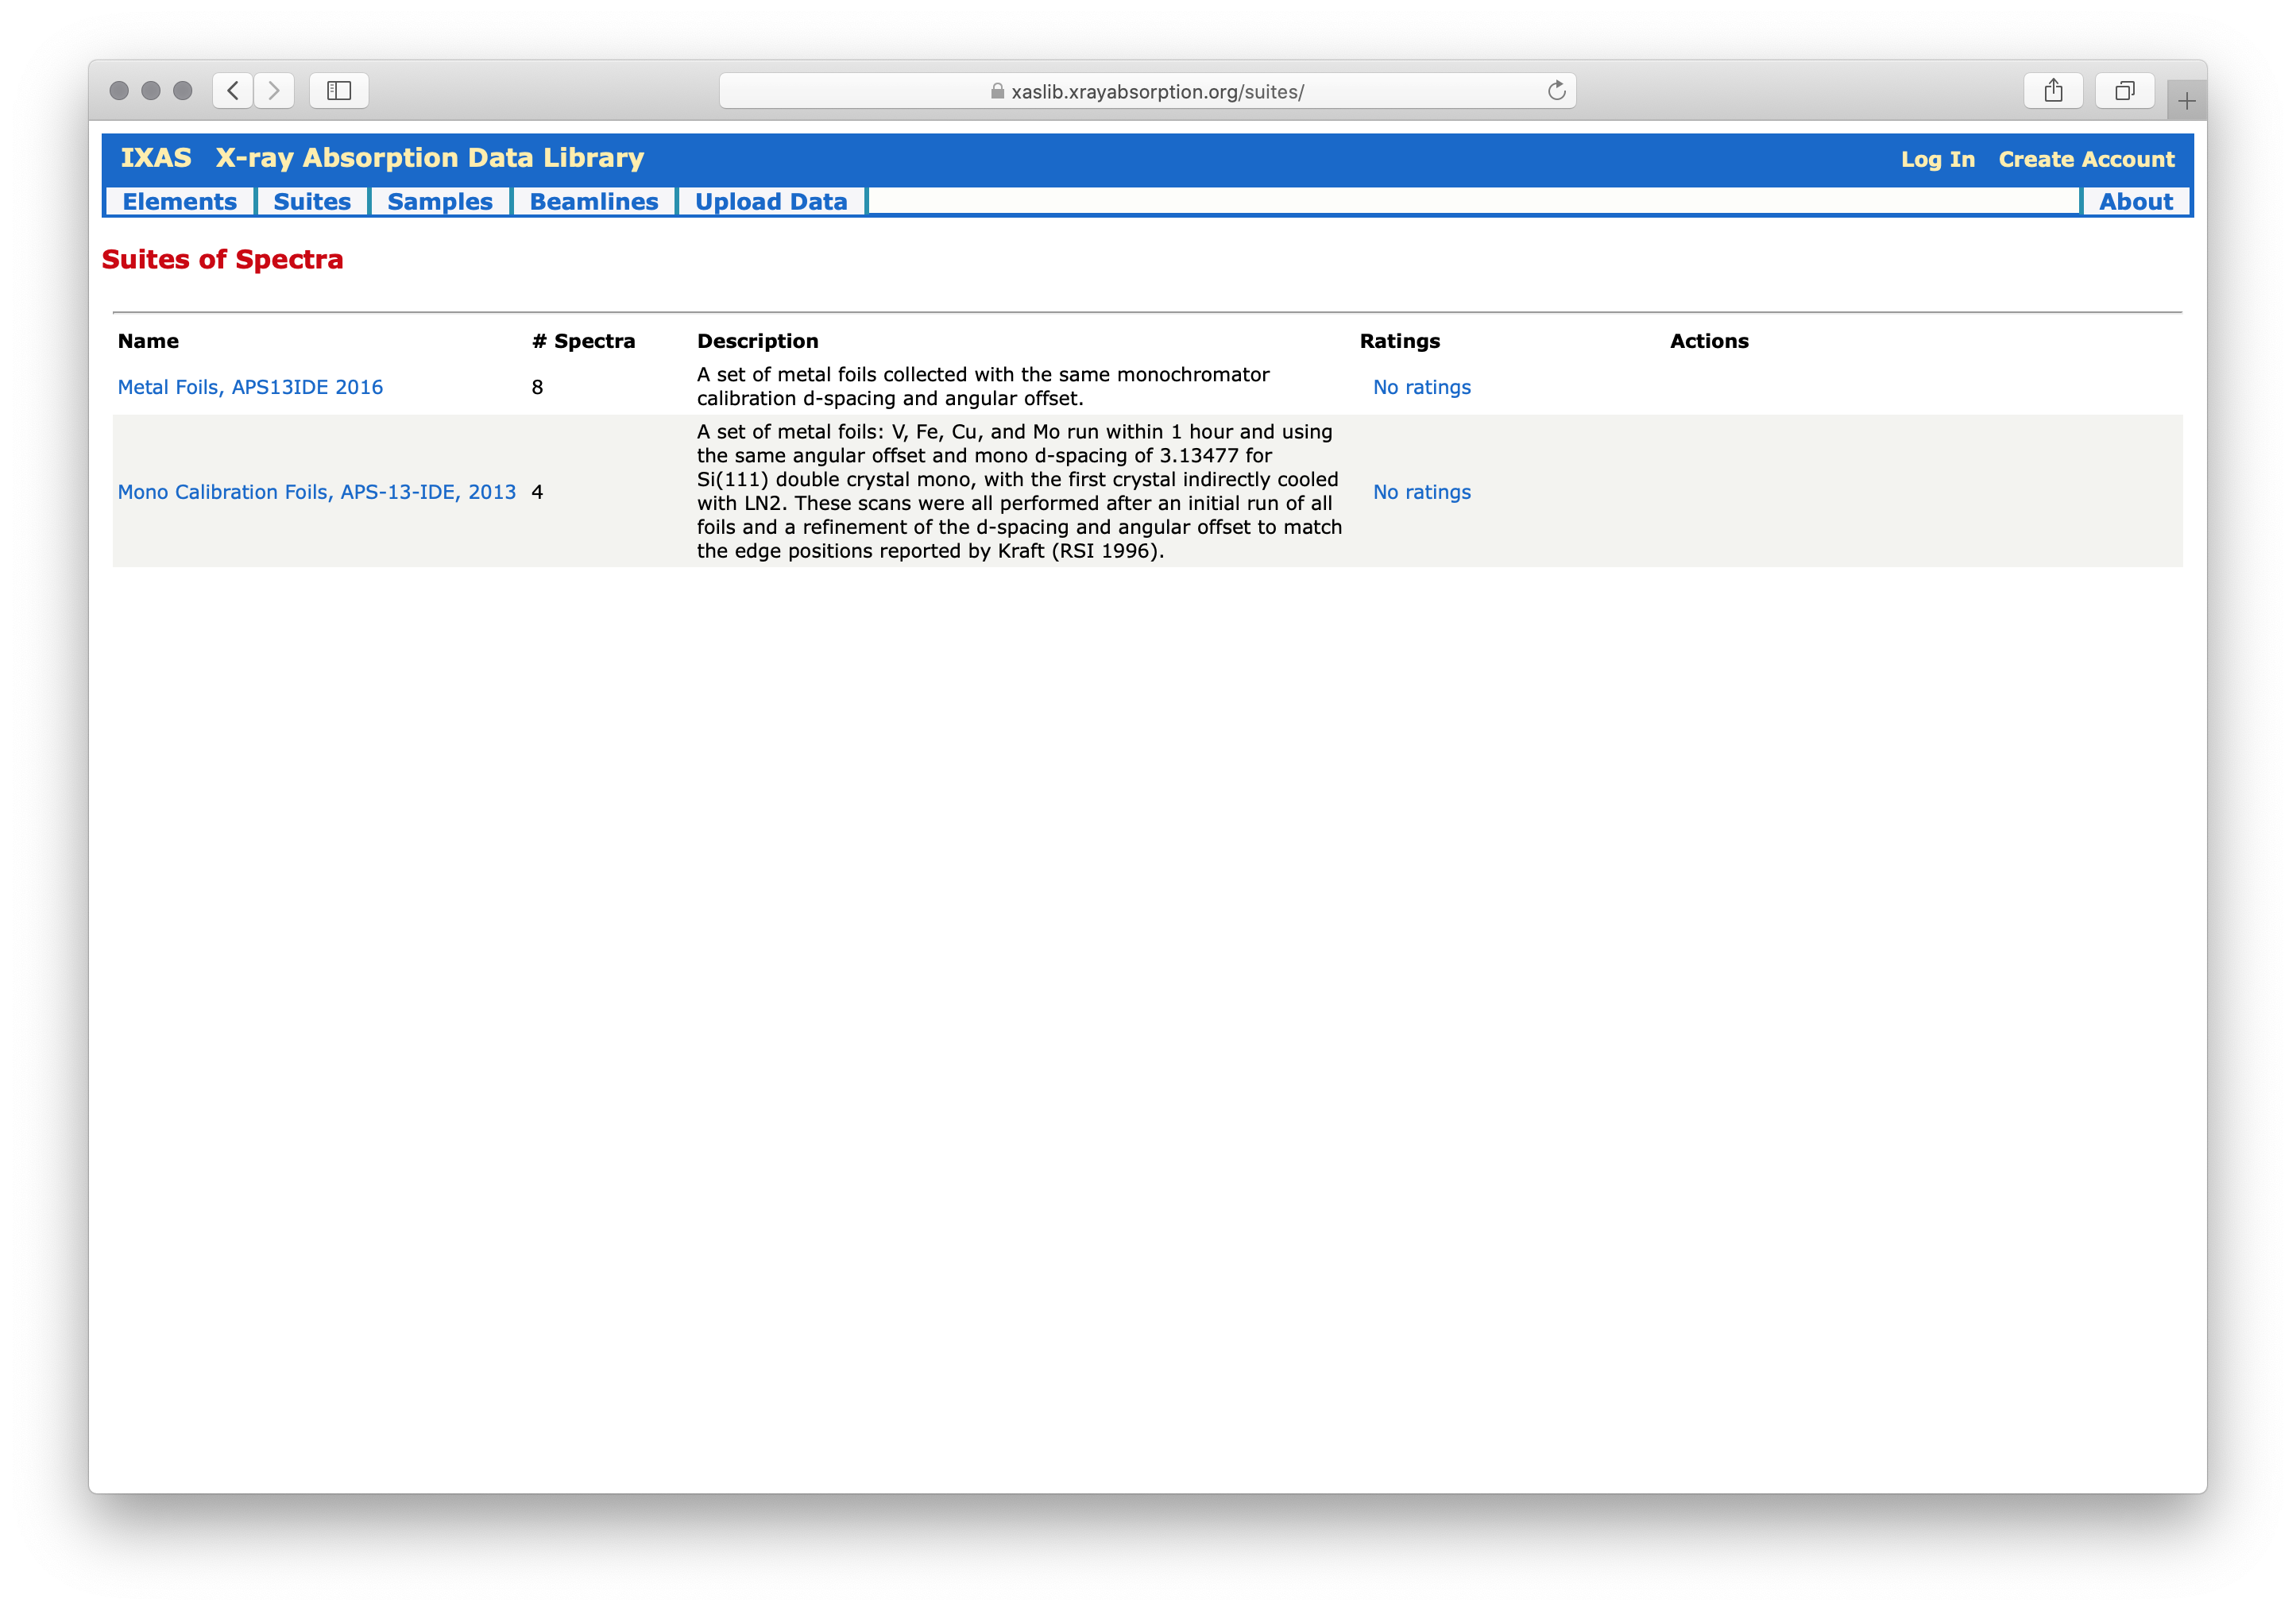 xaslib.xrayabsorption.org/suites/
IXAS X-ray Absorption Data Library
Log In Create Account
Elements Suites Samples Beamlines Upload Data About
Suites of Spectra
Name # Spectra Description Ratings Actions
Metal Foils, APS13IDE 2016 8 A set of metal foils collected with the same monochromator
calibration d-spacing and angular offset. No ratings
A set of metal foils: V, Fe, Cu, and Mo run within 1 hour and using
the same angular offset and mono d-spacing of 3.13477 for
Si(111) double crystal mono, with the first crystal indirectly cooled
Mono Calibration Foils, APS-13-IDE, 2013 4 with LN2. These scans were all performed after an initial run of all No ratings
foils and a refinement of the d-spacing and angular offset to match
the edge positions reported by Kraft (RSI 1996).